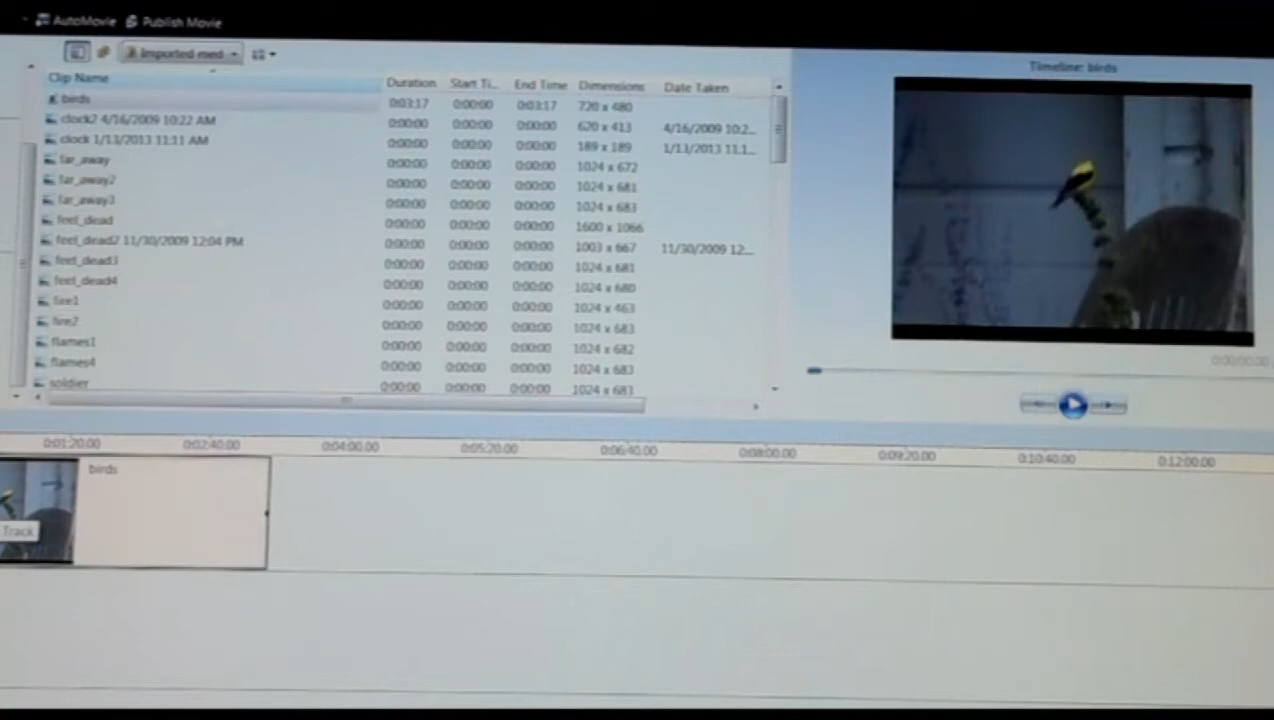 AutoMovie Publish Movie
Imported med
Clip Name Duration Start Ti... End Time Dimensions Date Taken
birds 0:03:17 0:00:00 0:03:17 720 x 480
clock2 4/16/2009 10:22 AM 0:00:00 0:00:00 0:00:00 620 x 413 4/16/2009 10:2...
clock 1/13/2013 11:11 AM 0:00:00 0:00:00 0:00:00 189 x 189 1/13/2013 11:1...
far_away 0:00:00 0:00:00 0:00:00 1024 x 672
far_away2 0:00:00 0:00:00 0:00:00 1024 x 681
far_away3 0:00:00 0:00:00 0:00:00 1024 x 683
feel_dead 0:00:00 0:00:00 0:00:00 1600 x 1066
feel_dead2 11/30/2009 12:04 PM 0:00:00 0:00:00 0:00:00 1003 x 667 11/30/2009 12:...
feel_dead3 0:00:00 0:00:00 0:00:00 1024 x 681
feel_dead4 0:00:00 0:00:00 0:00:00 1024 x 680
fire1 0:00:00 0:00:00 0:00:00 1024 x 463
fire2 0:00:00 0:00:00 0:00:00 1024 x 683
flames1 0:00:00 0:00:00 0:00:00 1024 x 682
flames4 0:00:00 0:00:00 0:00:00 1024 x 683
soldier 0:00:00 0:00:00 0:00:00 1024 x 683
Timeline: birds
0:00:00.00
0:01:20.00 0:02:40.00 0:04:00.00 0:05:20.00 0:06:40.00 0:08:00.00 0:09:20.00 0:10:40.00 0:12:00.00
birds
Track